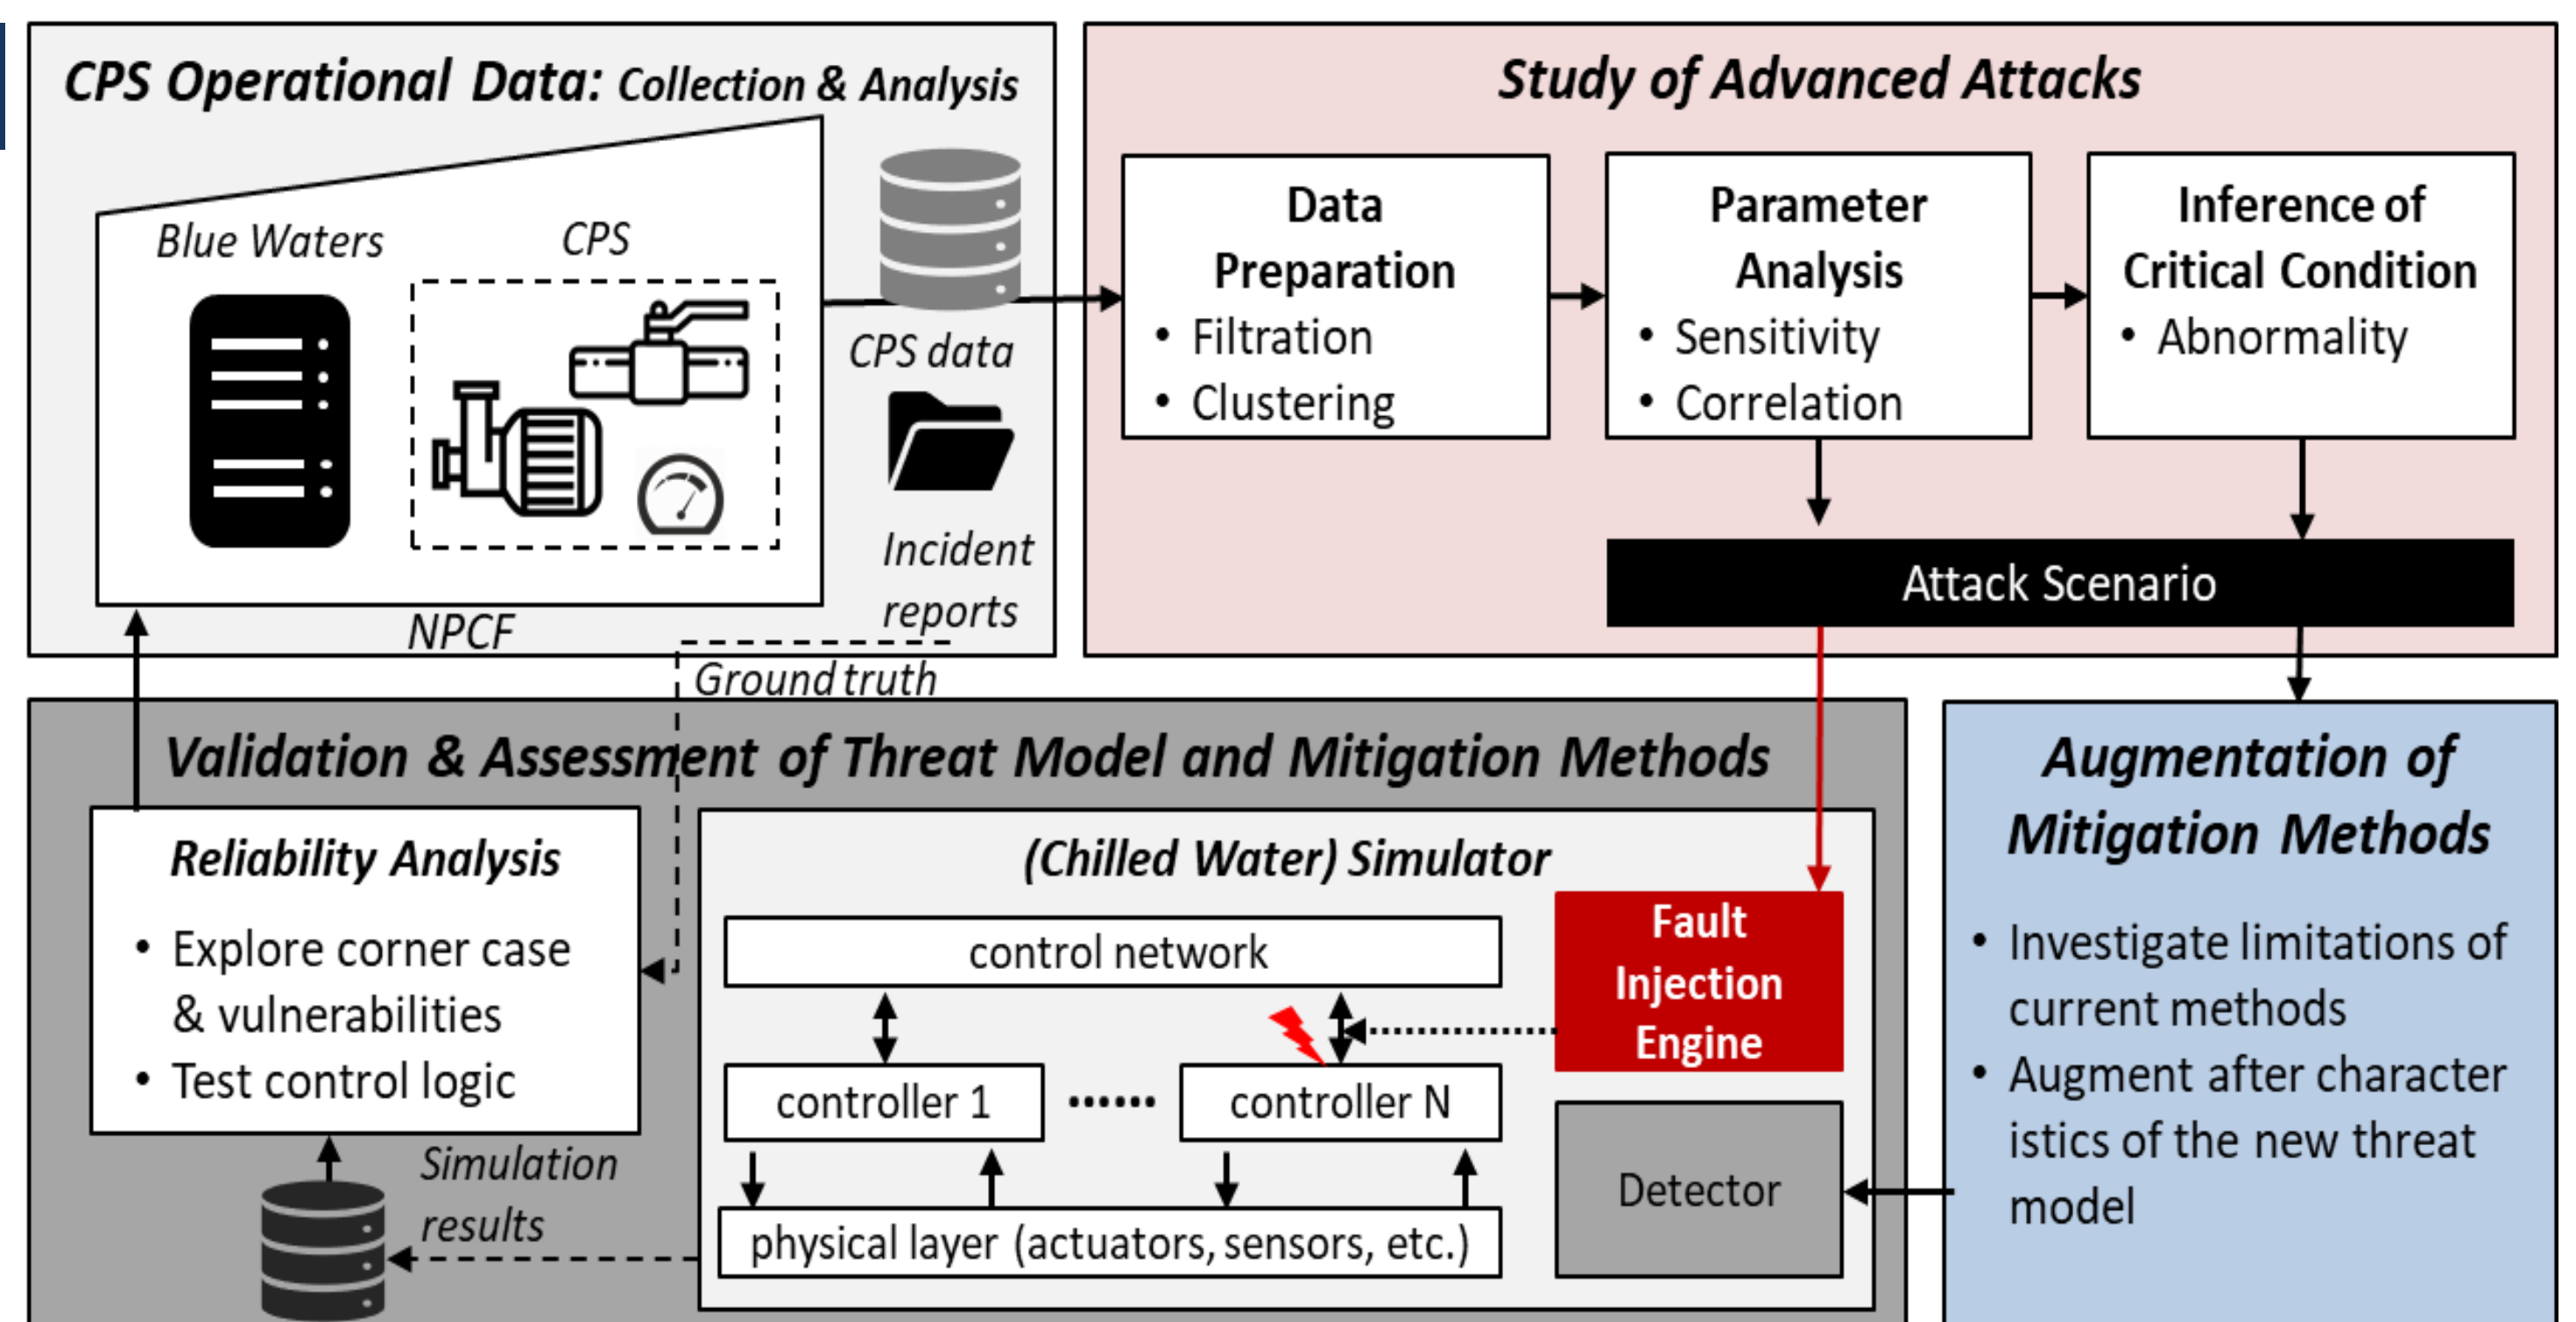 CPS Operational Data: Collection & Analysis
Blue Waters
CPS
CPS data
Incident
reports
NPCF
Ground truth
Study of Advanced Attacks
Data
Preparation
• Filtration
• Clustering
Parameter
Analysis
• Sensitivity
• Correlation
Inference of
Critical Condition
• Abnormality
Attack Scenario
Validation & Assessment of Threat Model and Mitigation Methods
Reliability Analysis
• Explore corner case
& vulnerabilities
• Test control logic
Simulation
results
(Chilled Water) Simulator
control network
controller 1
......
controller N
physical layer (actuators, sensors, etc.)
Fault
Injection
Engine
Detector
Augmentation of
Mitigation Methods
• Investigate limitations of
current methods
• Augment after character
istics of the new threat
model